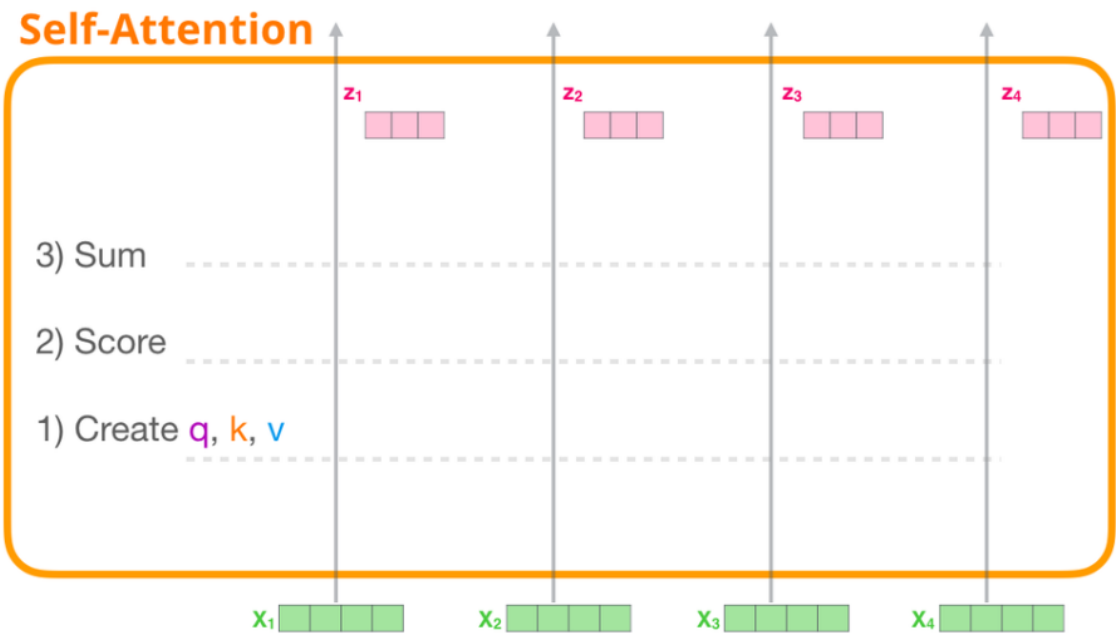 Self-Attention
z₁ z₂ z₃ z₄
3) Sum
2) Score
1) Create q, k, v
x₁ x₂ x₃ x₄